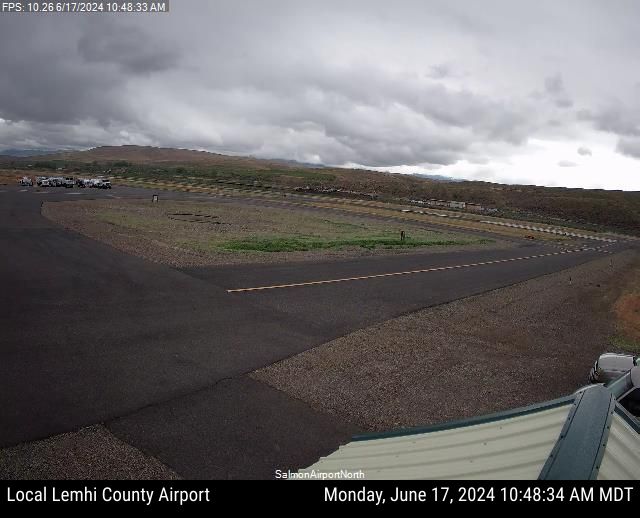 FPS: 10.26 6/17/2024 10:48:33 AM
SalmonAirportNorth
Local Lemhi County Airport
Monday, June 17, 2024 10:48:34 AM MDT